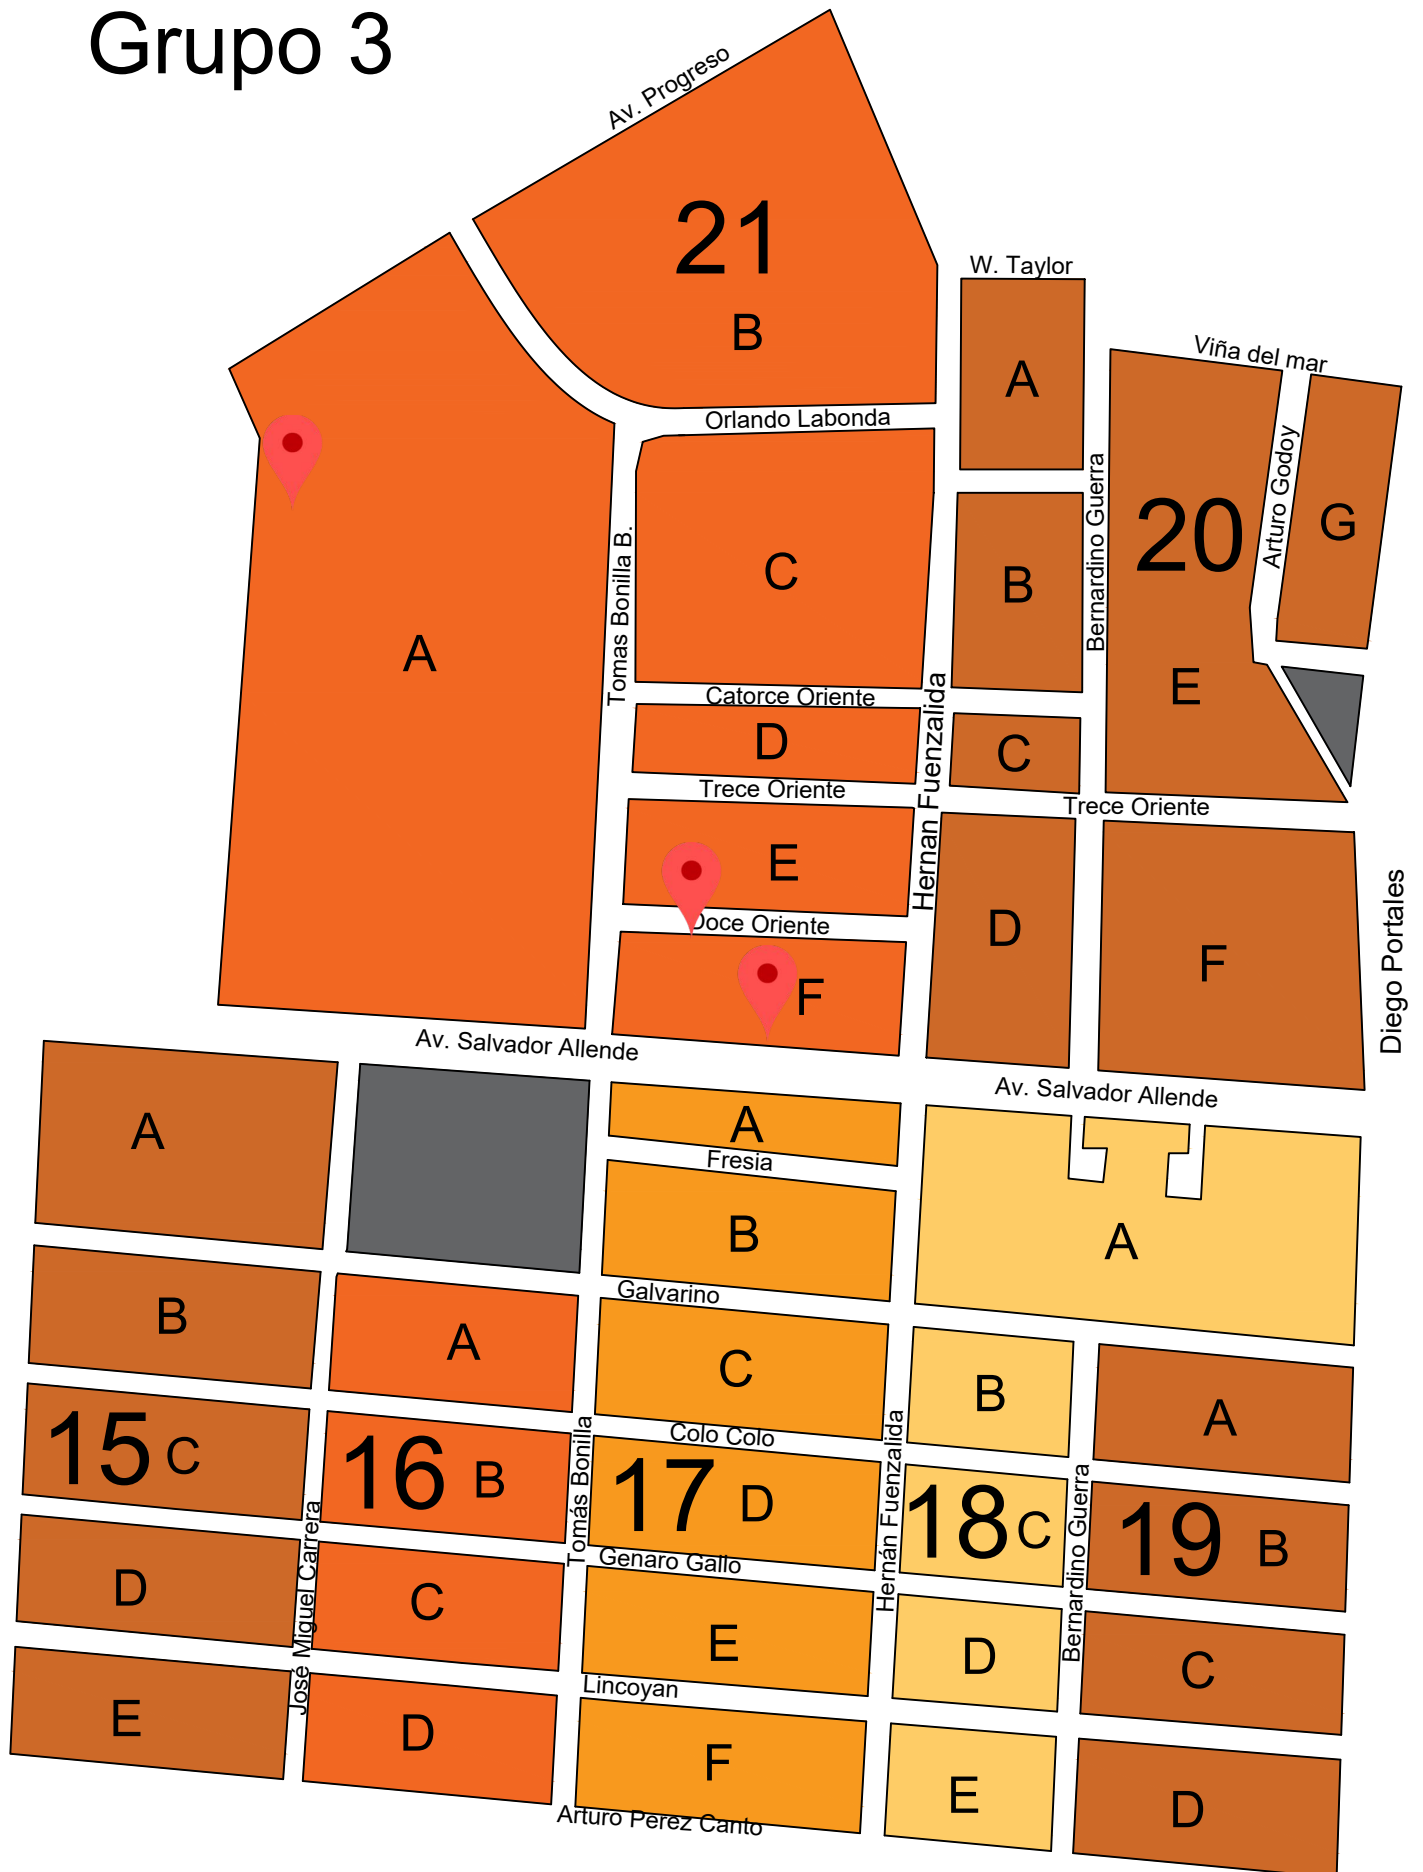 Grupo 3
Av. Progreso
21
B
W. Taylor
Viña del mar
A
Orlando Labonda
Bernardino Guerra
Arturo Godoy
20
G
Tomas Bonilla B.
C
B
A
E
Catorce Oriente
Hernan Fuenzalida
D
C
Trece Oriente
Trece Oriente
E
Doce Oriente
D
F
Diego Portales
F
Av. Salvador Allende
Av. Salvador Allende
A
A
Fresia
B
A
Galvarino
B
A
C
B
A
Colo Colo
15 C
16 B
17 D
18 C
19 B
José Miguel Carrera
Tomás Bonilla
Hernán Fuenzalida
Bernardino Guerra
Genaro Gallo
D
C
E
D
C
Lincoyan
E
D
F
E
D
Arturo Perez Canto